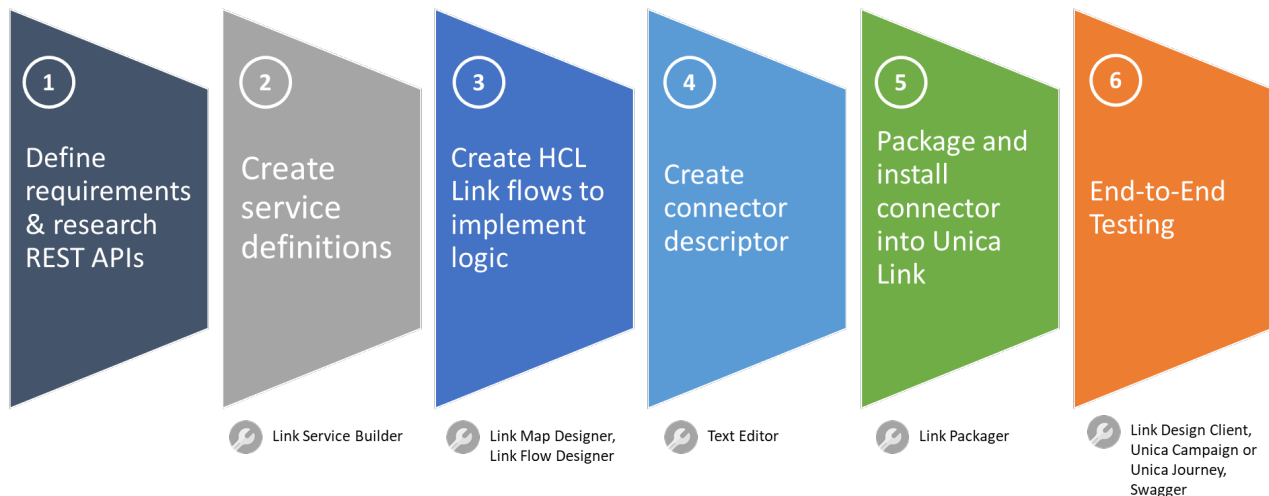 1
Define
requirements
& research
REST APIs
2
Create
service
definitions
Link Service Builder
3
Create HCL
Link flows to
implement
logic
Link Map Designer,
Link Flow Designer
4
Create
connector
descriptor
Text Editor
5
Package and
install
connector
into Unica
Link
Link Packager
6
End-to-End
Testing
Link Design Client,
Unica Campaign or
Unica Journey,
Swagger